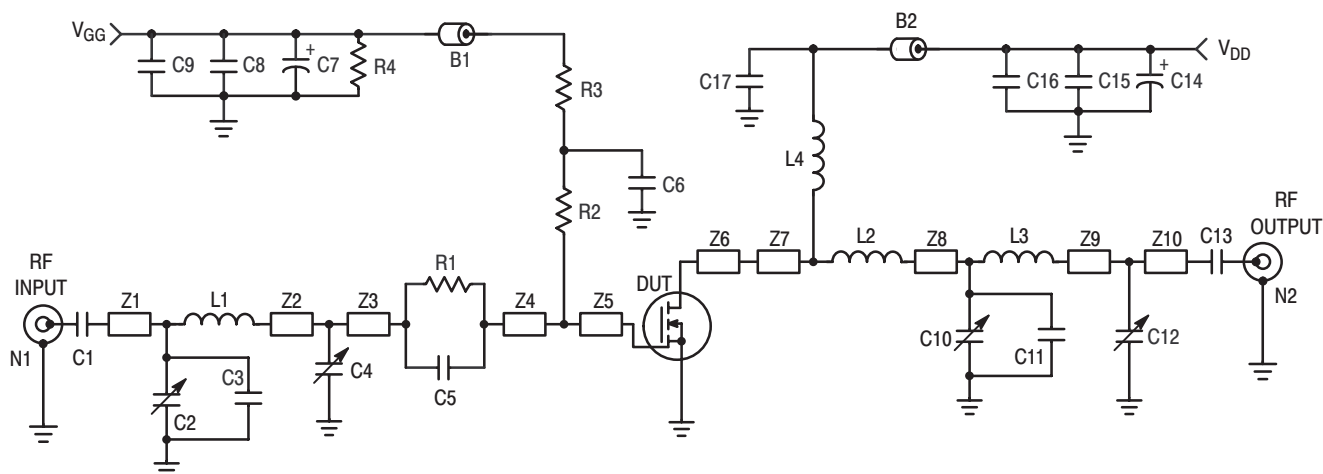 VGG
C9
C8
+
C7
R4
B1
R3
C6
R2
B2
VDD
C17
C16
C15
+
C14
L4
RF
INPUT
N1
C1
Z1
L1
Z2
Z3
R1
C5
Z4
Z5
C2
C3
C4
DUT
Z6
Z7
L2
Z8
L3
Z9
Z10
C13
RF
OUTPUT
N2
C10
C11
C12